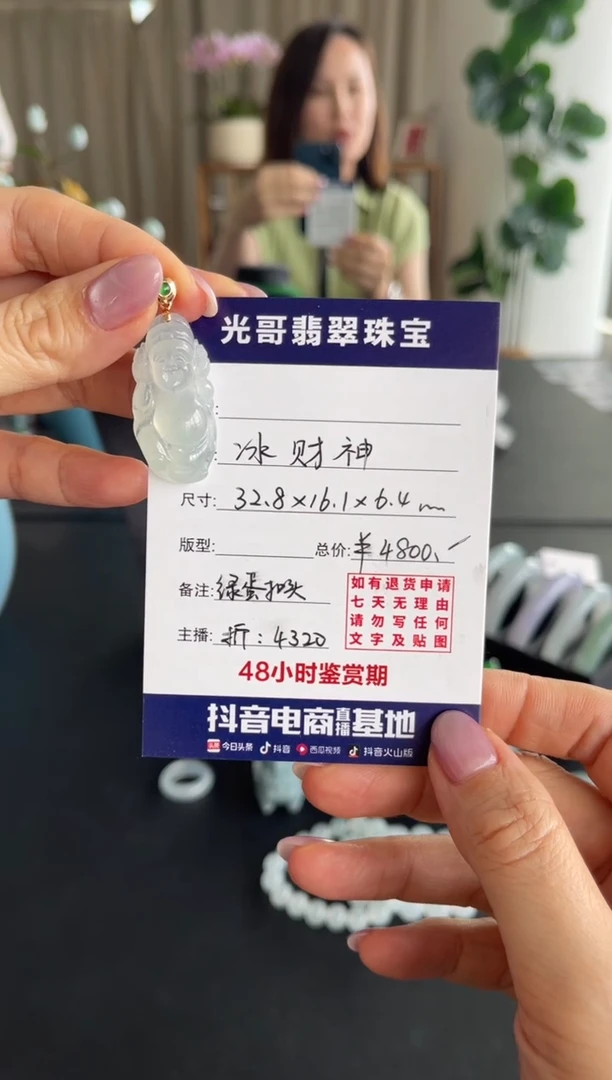 光哥翡翠珠宝
:
: 冰财神
尺寸: 32.8×16.1×6.4 mm
版型: 总价: ¥4800.
备注: 绿蛋扣头
如有退货申请
七天无理由
请勿写任何
文字及贴图
主播: 折: 4320
48小时鉴赏期
抖音电商直播基地
头条 今日头条 抖音 西瓜视频 抖音火山版